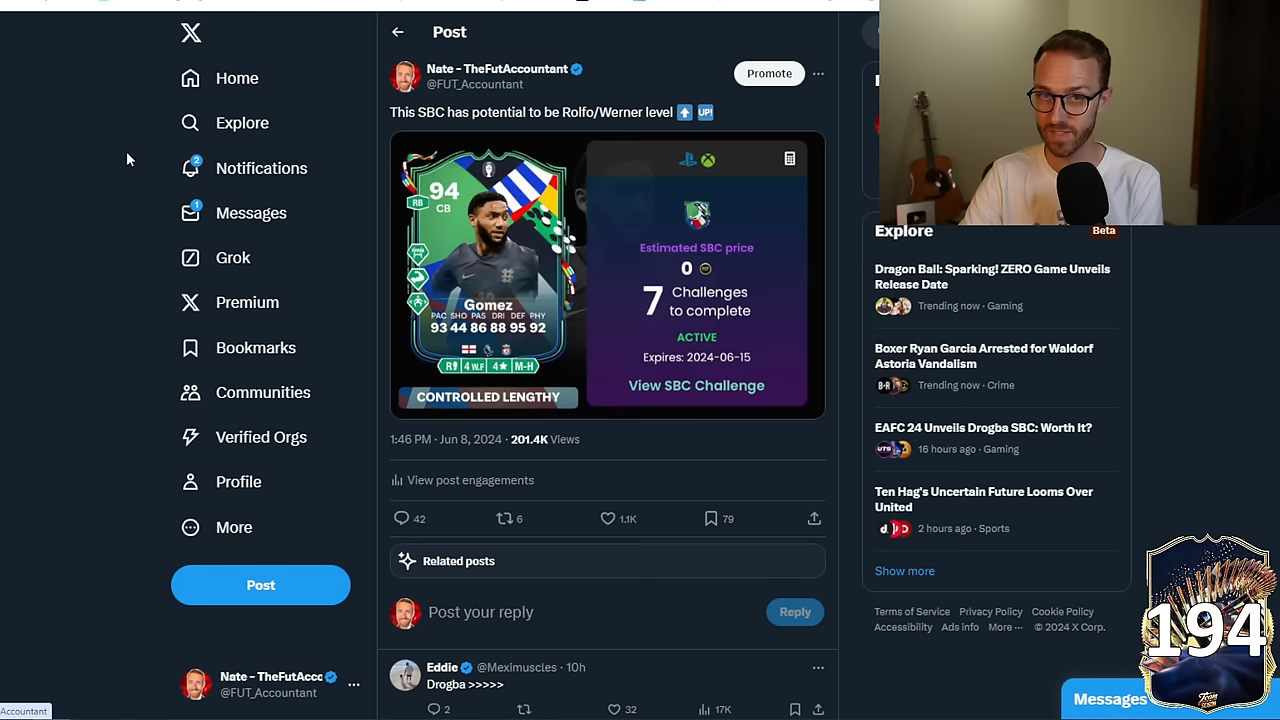 Home
Explore
2
Notifications
1
Messages
Grok
Premium
Bookmarks
Communities
Verified Orgs
Profile
More
Post
Nate - TheFutAcc
@FUT_Accountant
Accountant
Post
Nate - TheFutAccountant
@FUT_Accountant
Promote
This SBC has potential to be Rolfo/Werner level UP!
94
CB
RB
Gomez
PAC SHO PAS DRI DEF PHY
93 44 86 88 95 92
4 W.F 4★ M-H
CONTROLLED LENGTHY
Estimated SBC price
0
7 Challenges to complete
ACTIVE
Expires: 2024-06-15
View SBC Challenge
1:46 PM · Jun 8, 2024 · 201.4K Views
View post engagements
42 6 1.1K 79
Related posts
Post your reply
Reply
Eddie @Meximuscles · 10h
Drogba >>>>>
2 32 17K
Explore Beta
Dragon Ball: Sparking! ZERO Game Unveils
Release Date
Trending now · Gaming
Boxer Ryan Garcia Arrested for Waldorf
Astoria Vandalism
Trending now · Crime
EAFC 24 Unveils Drogba SBC: Worth It?
16 hours ago · Gaming
Ten Hag's Uncertain Future Looms Over
United
2 hours ago · Sports
Show more
Terms of Service Privacy Policy Cookie Policy
Accessibility Ads info More ··· © 2024 X Corp.
Messages
194